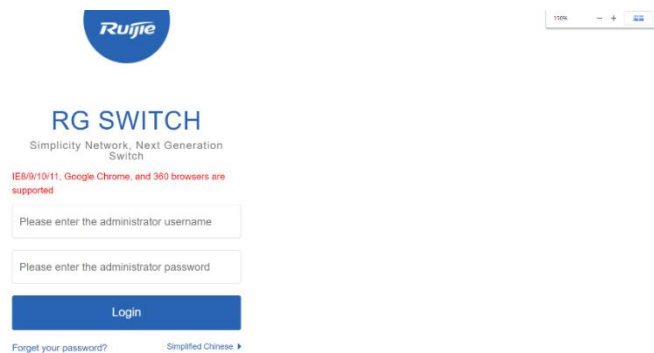 Ruijie
150% − +
RG SWITCH
Simplicity Network, Next Generation
Switch
IE8/9/10/11, Google Chrome, and 360 browsers are
supported
Please enter the administrator username
Please enter the administrator password
Login
Forget your password?
Simplified Chinese